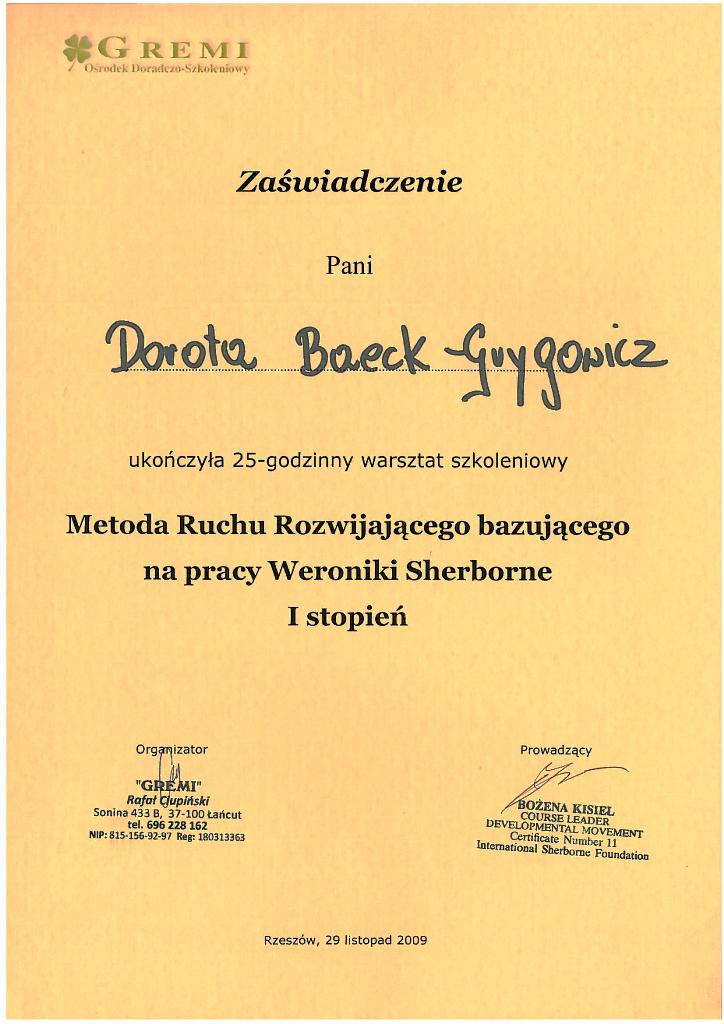 GREMI
Ośrodek Doradczo-Szkoleniowy
Zaświadczenie
Pani
Dorota Baeck-Grygowicz
ukończyła 25-godzinny warsztat szkoleniowy
Metoda Ruchu Rozwijającego bazującego
na pracy Weroniki Sherborne
I stopień
Organizator
"GREMI"
Rafał Ciupiński
Sonina 433 B, 37-100 Łańcut
tel. 696 228 162
NIP: 815-156-92-97 Reg: 180313363
Prowadzący
BOŻENA KISIEL
COURSE LEADER
DEVELOPMENTAL MOVEMENT
Certificate Number 11
International Sherborne Foundation
Rzeszów, 29 listopad 2009